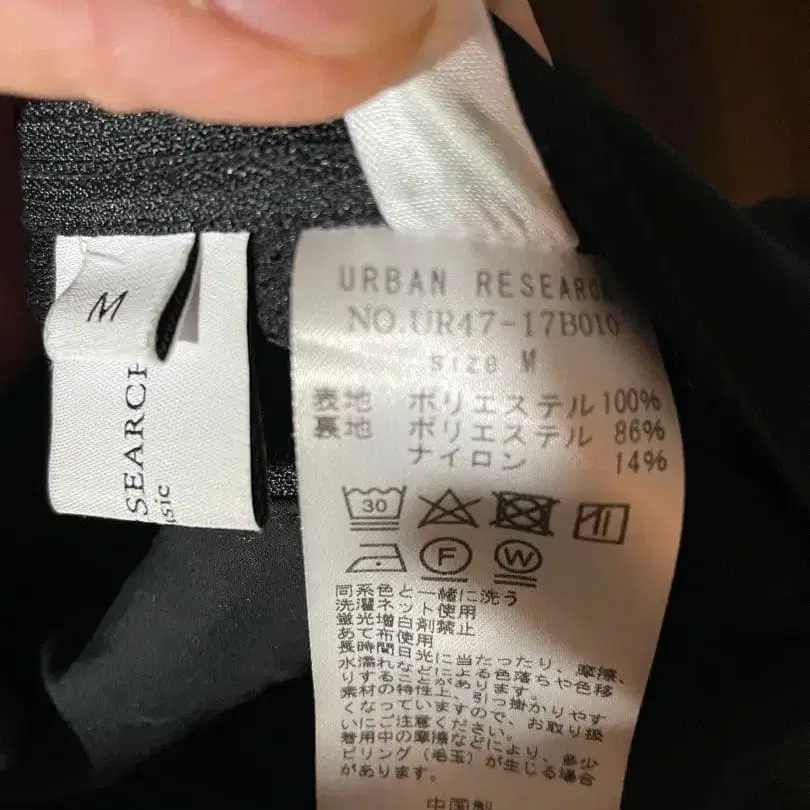 M
SEARCH
sic
URBAN RESEARCH
NO.UR47-17B010
size M
表地 ポリエステル 100%
裏地 ポリエステル 86%
ナイロン 14%
30
F
W
同系色と一緒に洗う
洗濯ネット使用
蛍光増白剤禁止
あて布使用
長時間日光に当たったり、摩擦、
水濡れなどによる色落ちや色移
りすることがあります。
素材の特性上、引っ掛かりやす
くなっていますので、お取り扱
いにご注意ください。
着用中の摩擦などにより、多少
ピリング(毛玉)が生じる場合
があります。
中国製